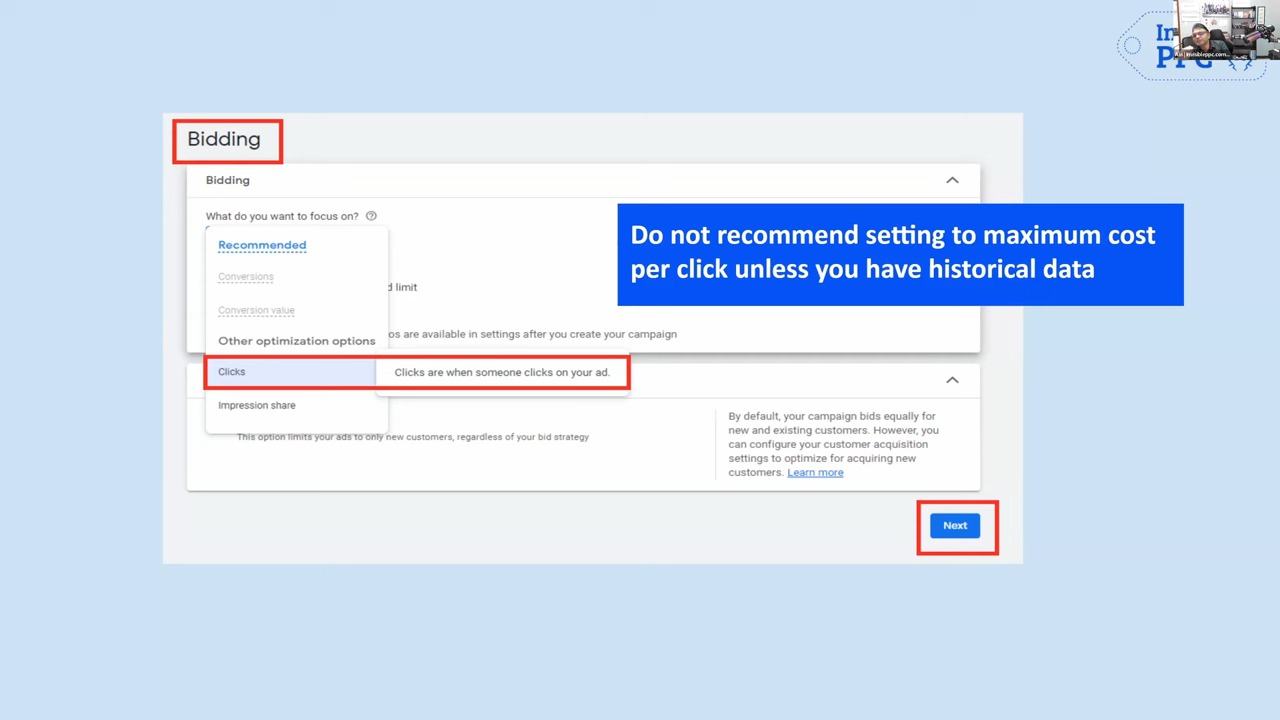 Bidding
Bidding
What do you want to focus on?
Do not recommend setting to maximum cost
per click unless you have historical data
Recommended
Conversions
d limit
Conversion value
os are available in settings after you create your campaign
Other optimization options
Clicks
Clicks are when someone clicks on your ad.
Impression share
This option limits your ads to only new customers, regardless of your bid strategy
By default, your campaign bids equally for
new and existing customers. However, you
can configure your customer acquisition
settings to optimize for acquiring new
customers. Learn more
Next